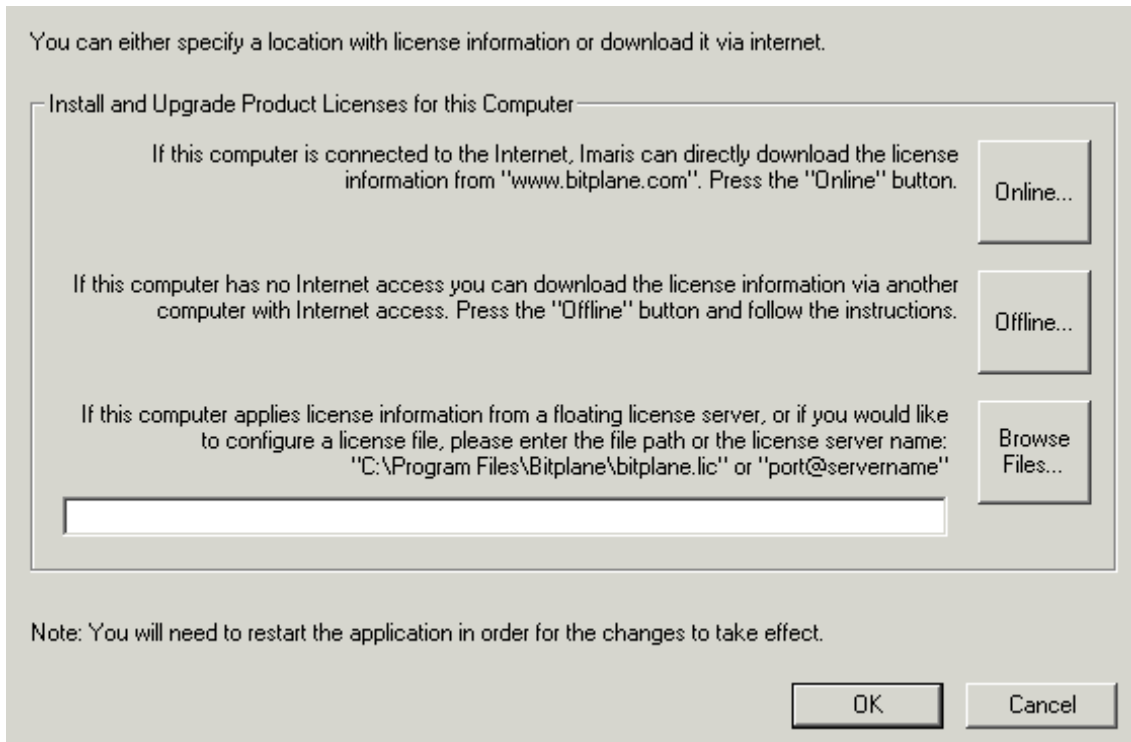 You can either specify a location with license information or download it via internet.
Install and Upgrade Product Licenses for this Computer
If this computer is connected to the Internet, Imaris can directly download the license
information from "www.bitplane.com". Press the "Online" button.
Online...
If this computer has no Internet access you can download the license information via another
computer with Internet access. Press the "Offline" button and follow the instructions.
Offline...
If this computer applies license information from a floating license server, or if you would like
to configure a license file, please enter the file path or the license server name:
"C:\Program Files\Bitplane\bitplane.lic" or "port@servername"
Browse
Files...
Note: You will need to restart the application in order for the changes to take effect.
OK
Cancel